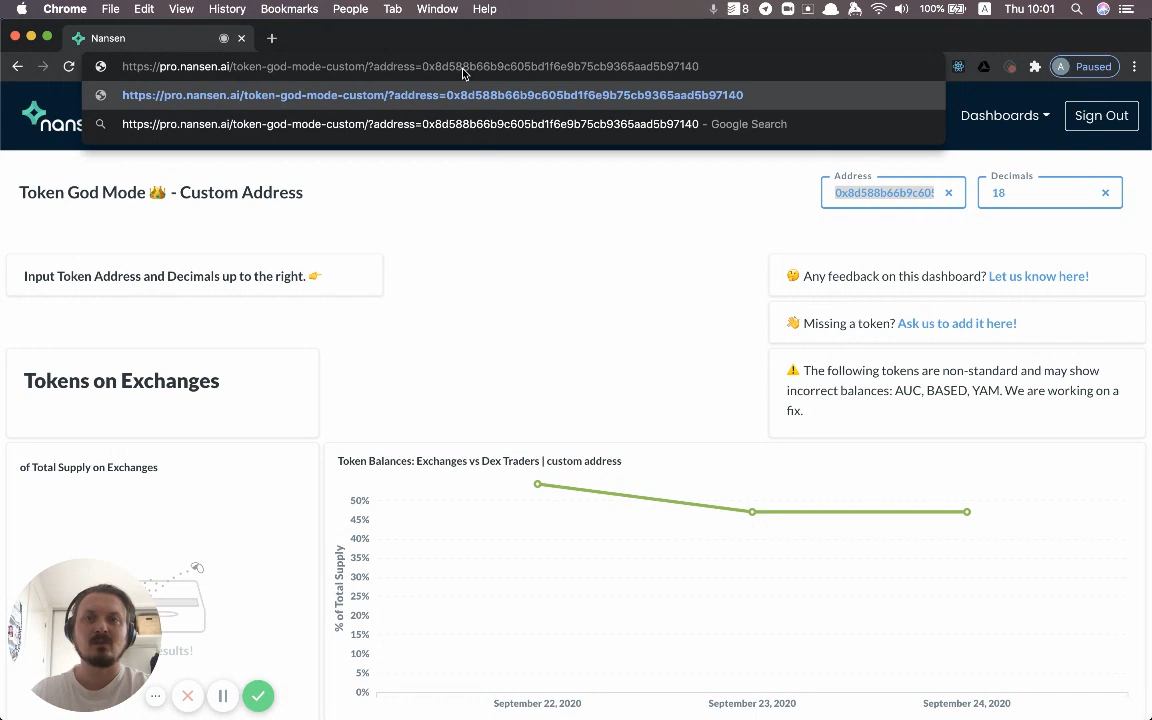 Chrome File Edit View History Bookmarks People Tab Window Help 8 100% A Thu 10:01
Nansen
https://pro.nansen.ai/token-god-mode-custom/?address=0x8d588b66b9c605bd1f6e9b75cb9365aad5b97140
A Paused
https://pro.nansen.ai/token-god-mode-custom/?address=0x8d588b66b9c605bd1f6e9b75cb9365aad5b97140
https://pro.nansen.ai/token-god-mode-custom/?address=0x8d588b66b9c605bd1f6e9b75cb9365aad5b97140 - Google Search
nans
Dashboards
Sign Out
Token God Mode 👑 - Custom Address
Address
0x8d588b66b9c605
Decimals
18
Input Token Address and Decimals up to the right. 👉
🤔 Any feedback on this dashboard? Let us know here!
👋 Missing a token? Ask us to add it here!
⚠️ The following tokens are non-standard and may show
incorrect balances: AUC, BASED, YAM. We are working on a
fix.
Tokens on Exchanges
of Total Supply on Exchanges
esults!
Token Balances: Exchanges vs Dex Traders | custom address
% of Total Supply
50%
45%
40%
35%
30%
25%
20%
15%
10%
5%
0%
September 22, 2020
September 23, 2020
September 24, 2020